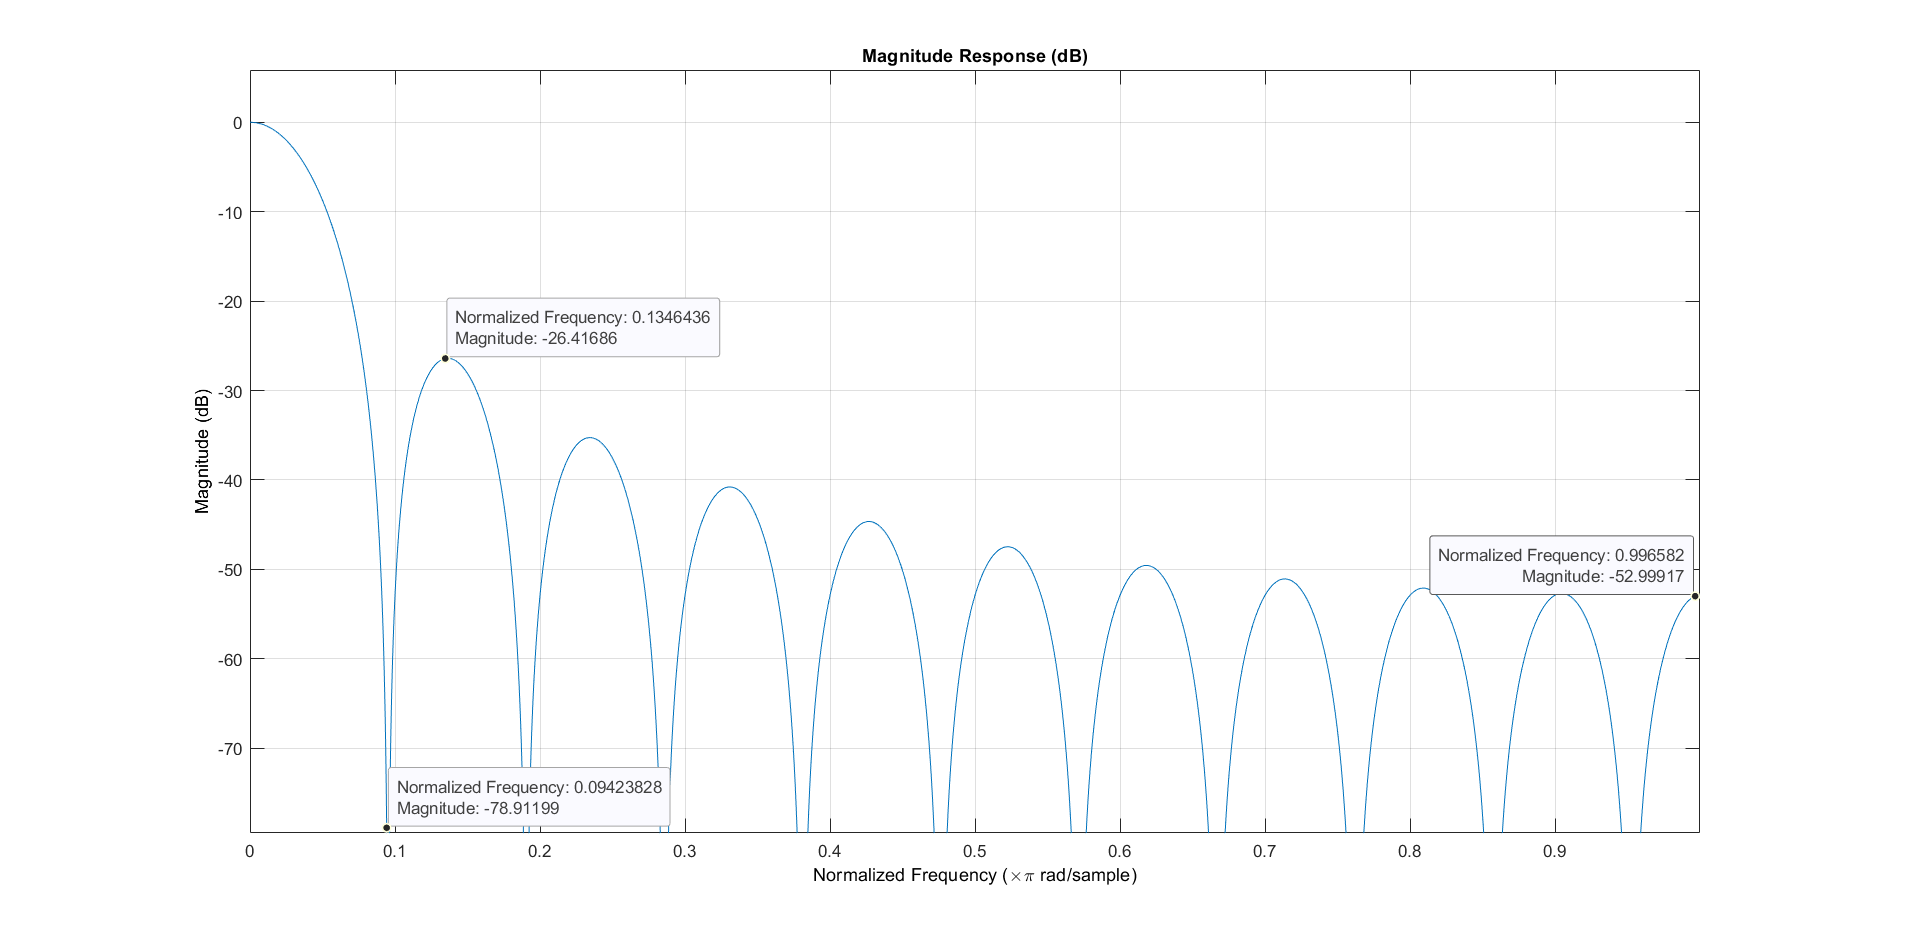 Magnitude Response (dB)
0
-10
-20
-30
-40
-50
-60
-70
Magnitude (dB)
Normalized Frequency: 0.1346436
Magnitude: -26.41686
Normalized Frequency: 0.996582
Magnitude: -52.99917
Normalized Frequency: 0.09423828
Magnitude: -78.91199
0 0.1 0.2 0.3 0.4 0.5 0.6 0.7 0.8 0.9
Normalized Frequency (×π rad/sample)